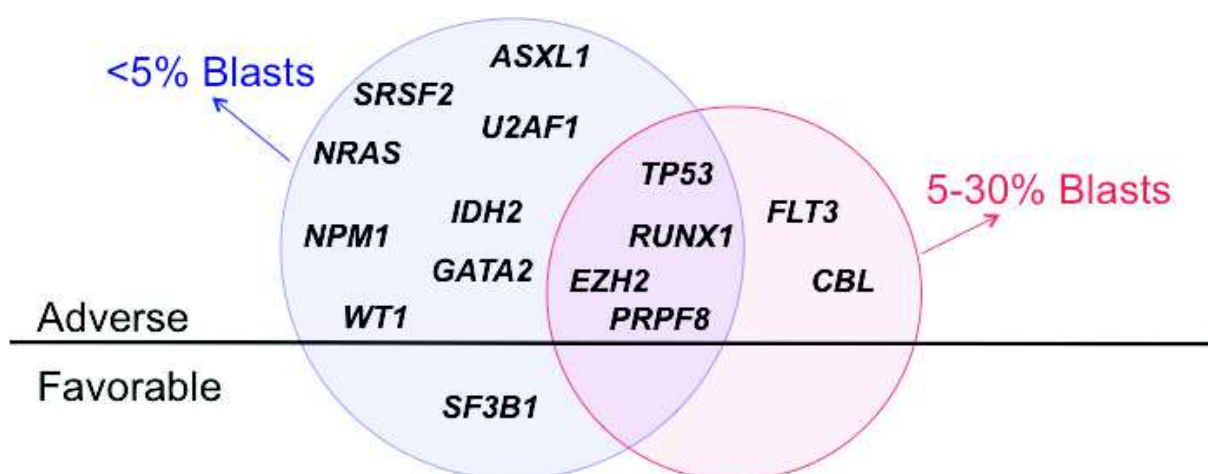 ASXL1
<5% Blasts
SRSF2
U2AF1
NRAS
TP53
5-30% Blasts
IDH2
FLT3
NPM1
RUNX1
GATA2
EZH2
CBL
Adverse
WT1
PRPF8
Favorable
SF3B1